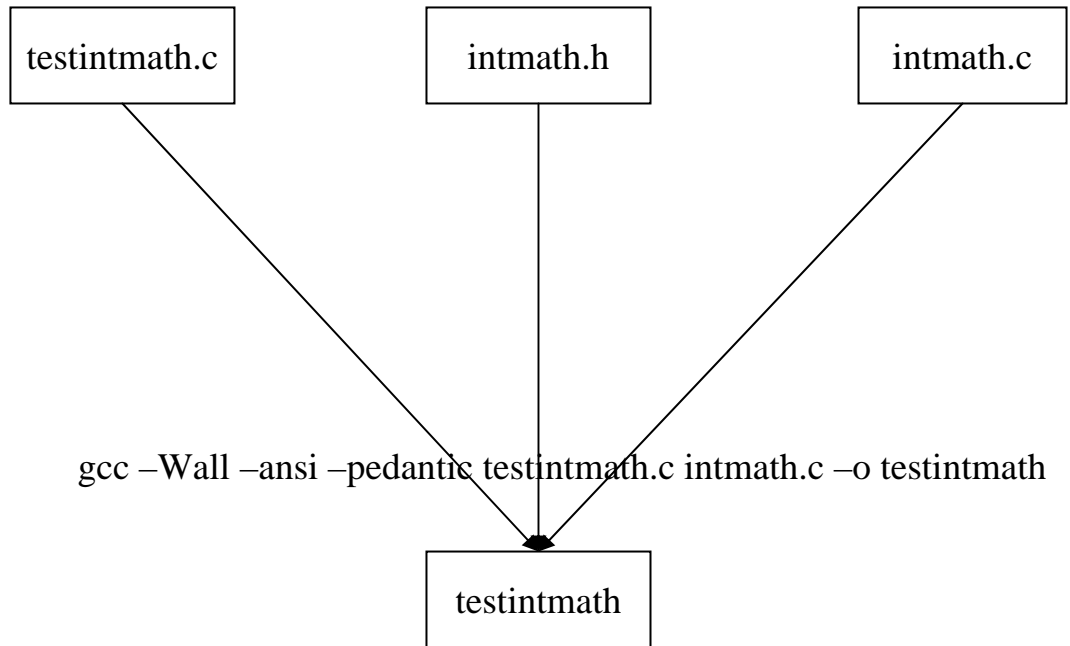 testintmath.c
intmath.h
intmath.c
gcc –Wall –ansi –pedantic testintmath.c intmath.c –o testintmath
testintmath